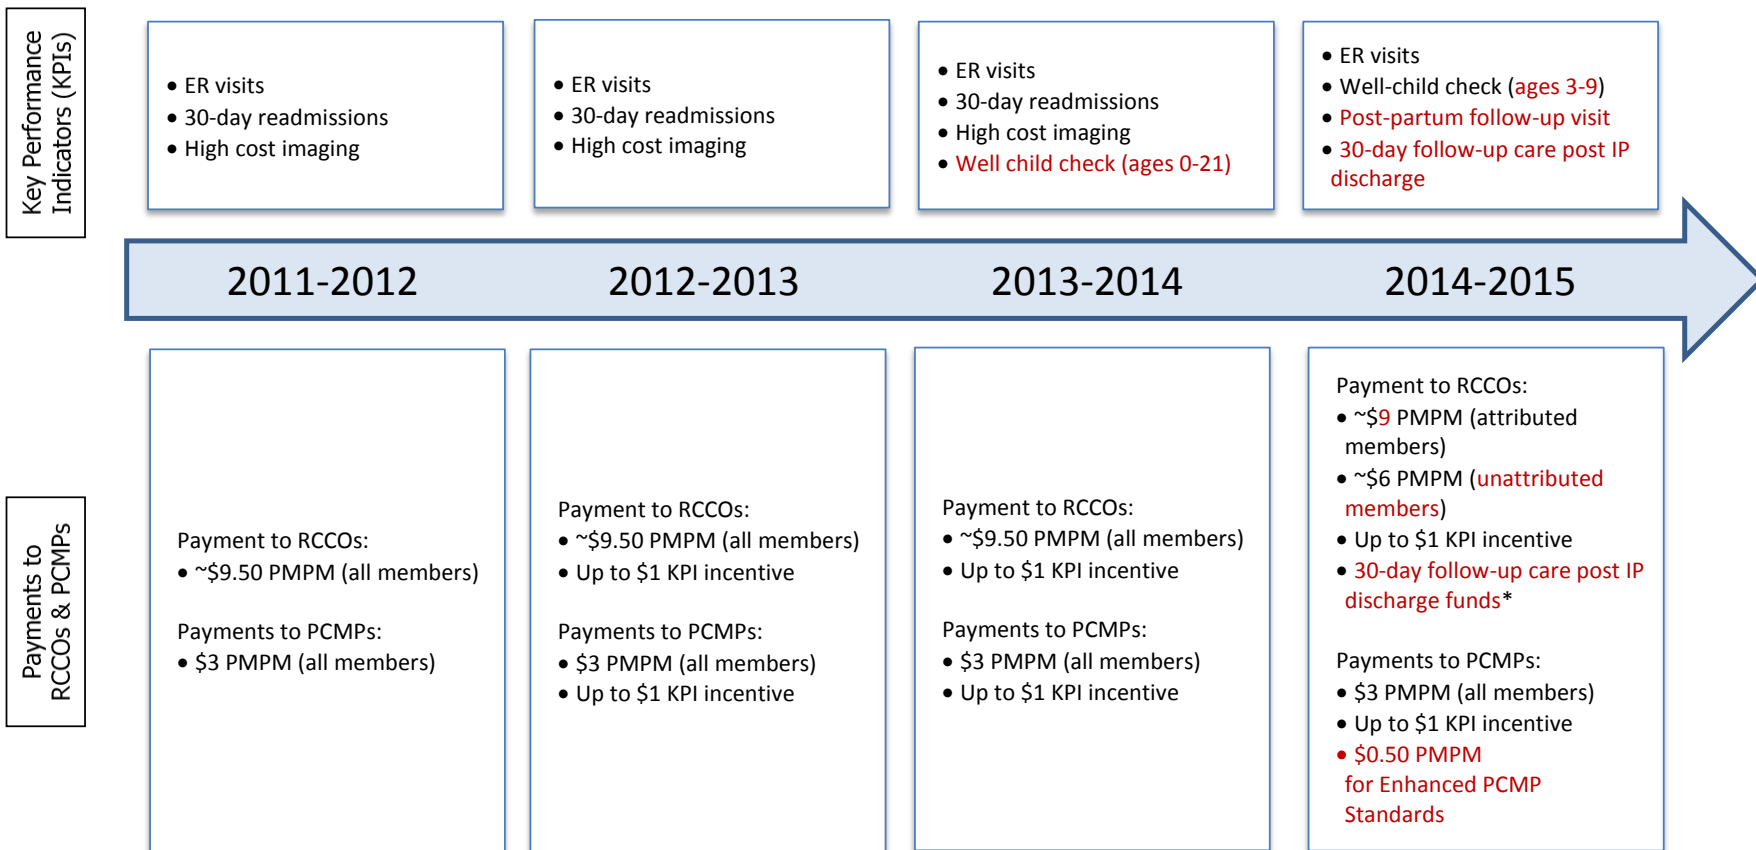 Key Performance
Indicators (KPIs)
• ER visits
• 30-day readmissions
• High cost imaging
• ER visits
• 30-day readmissions
• High cost imaging
• ER visits
• 30-day readmissions
• High cost imaging
• Well child check (ages 0-21)
• ER visits
• Well-child check (ages 3-9)
• Post-partum follow-up visit
• 30-day follow-up care post IP
discharge
2011-2012
2012-2013
2013-2014
2014-2015
Payments to
RCCOs & PCMPs
Payment to RCCOs:
• ~$9.50 PMPM (all members)
Payments to PCMPs:
• $3 PMPM (all members)
Payment to RCCOs:
• ~$9.50 PMPM (all members)
• Up to $1 KPI incentive
Payments to PCMPs:
• $3 PMPM (all members)
• Up to $1 KPI incentive
Payment to RCCOs:
• ~$9.50 PMPM (all members)
• Up to $1 KPI incentive
Payments to PCMPs:
• $3 PMPM (all members)
• Up to $1 KPI incentive
Payment to RCCOs:
• ~$9 PMPM (attributed
members)
• ~$6 PMPM (unattributed
members)
• Up to $1 KPI incentive
• 30-day follow-up care post IP
discharge funds*
Payments to PCMPs:
• $3 PMPM (all members)
• Up to $1 KPI incentive
• $0.50 PMPM
for Enhanced PCMP
Standards